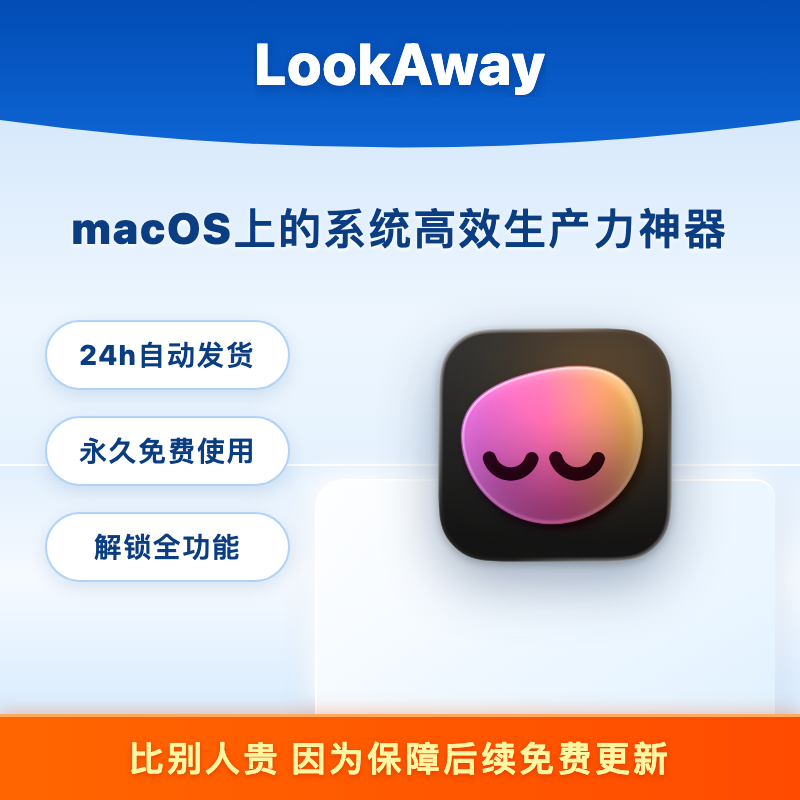 LookAway
macOS上的系统高效生产力神器
24h自动发货
永久免费使用
解锁全功能
比别人贵 因为保障后续免费更新